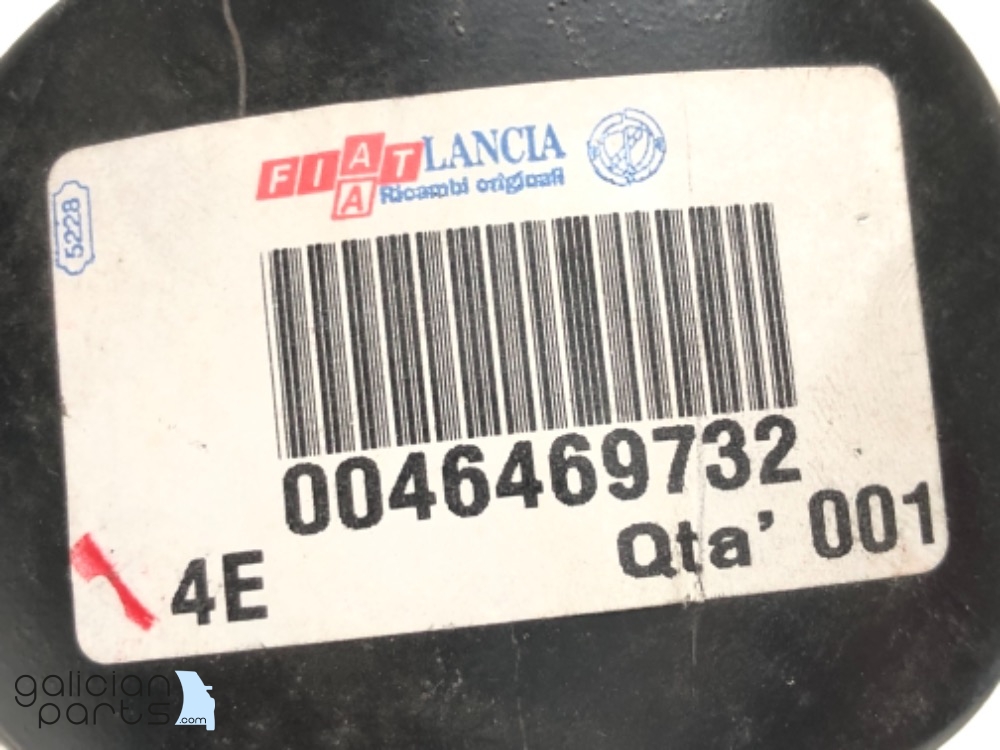 FIAT LANCIA
A Ricambi originali
5228
0046469732
4E Qta' 001
galician
parts.com